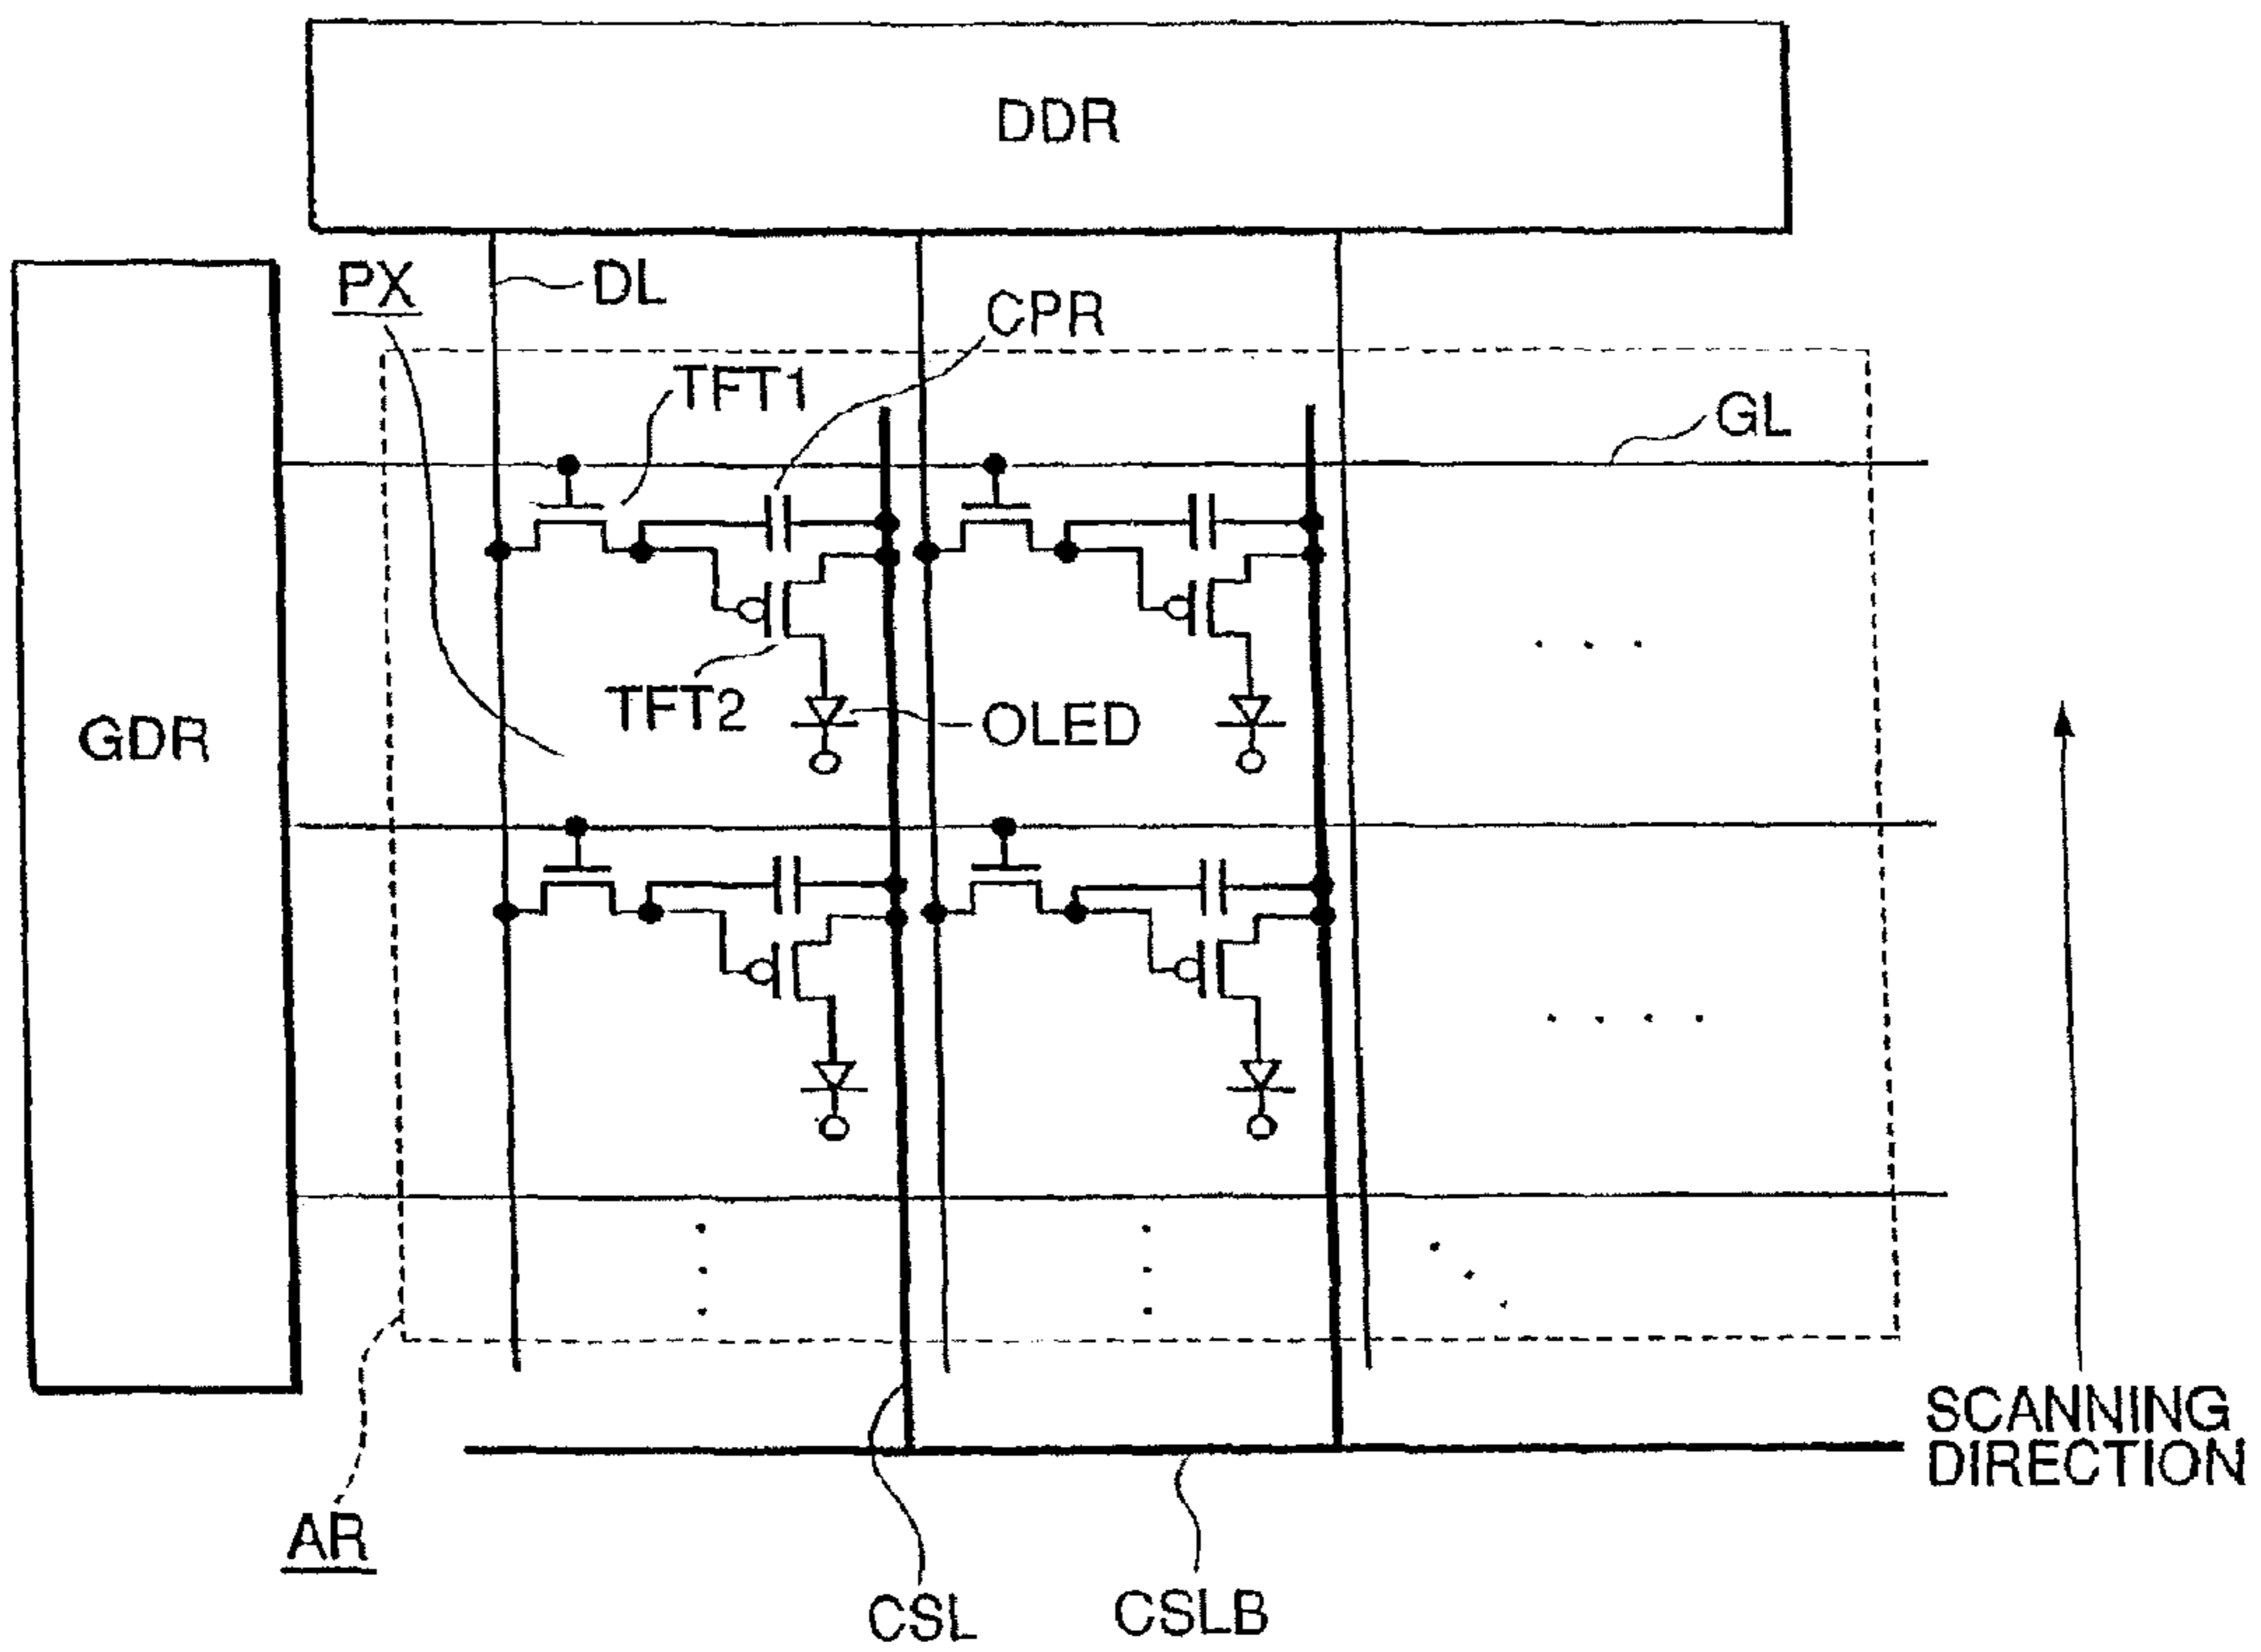 DDR
PX
DL
CPR
TFT1
GL
GDR
TFT2
OLED
SCANNING
DIRECTION
AR
CSL
CSLB